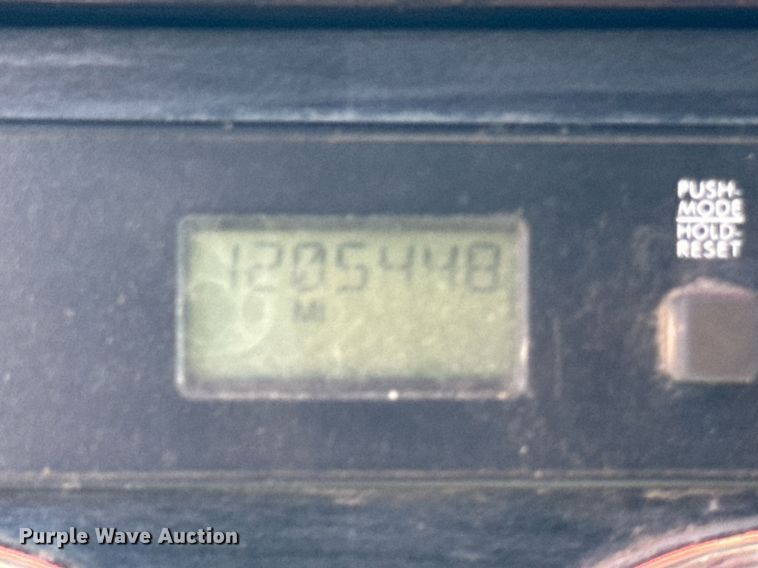 PUSH-
MODE
HOLD-
RESET
1205448
MI
Purple Wave Auction